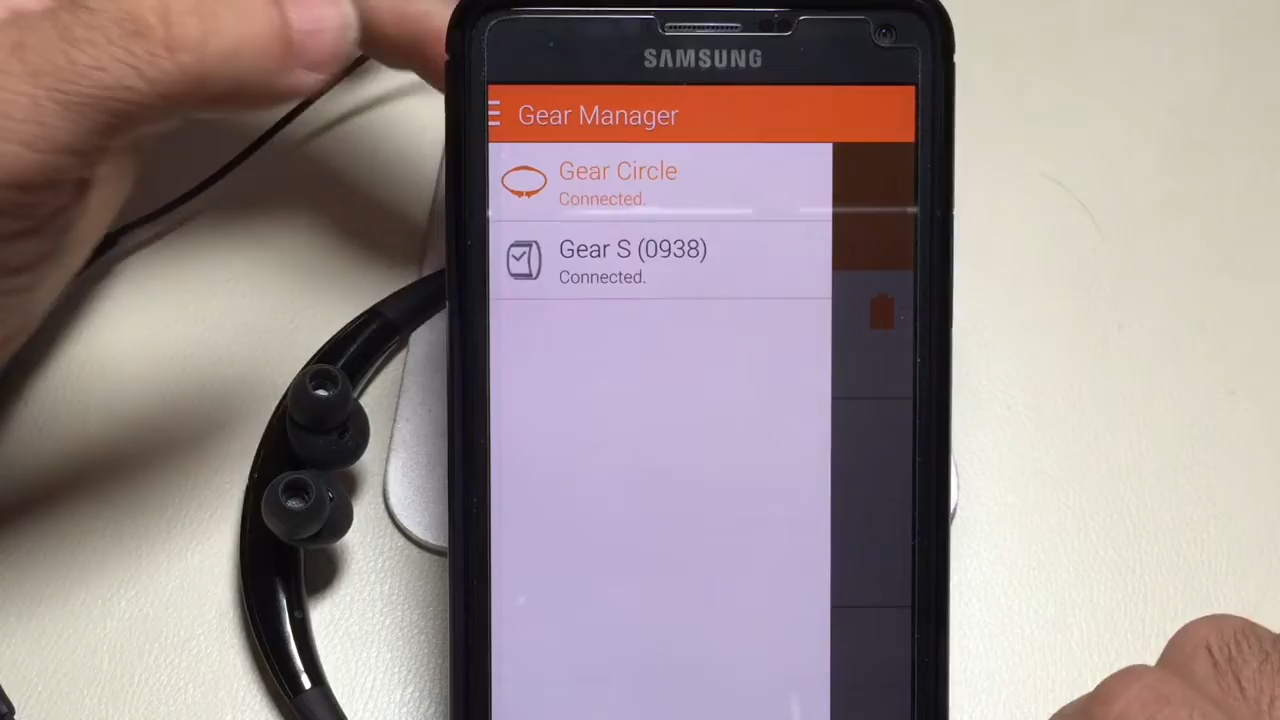 SAMSUNG
Gear Manager
Gear Circle
Connected.
Gear S (0938)
Connected.